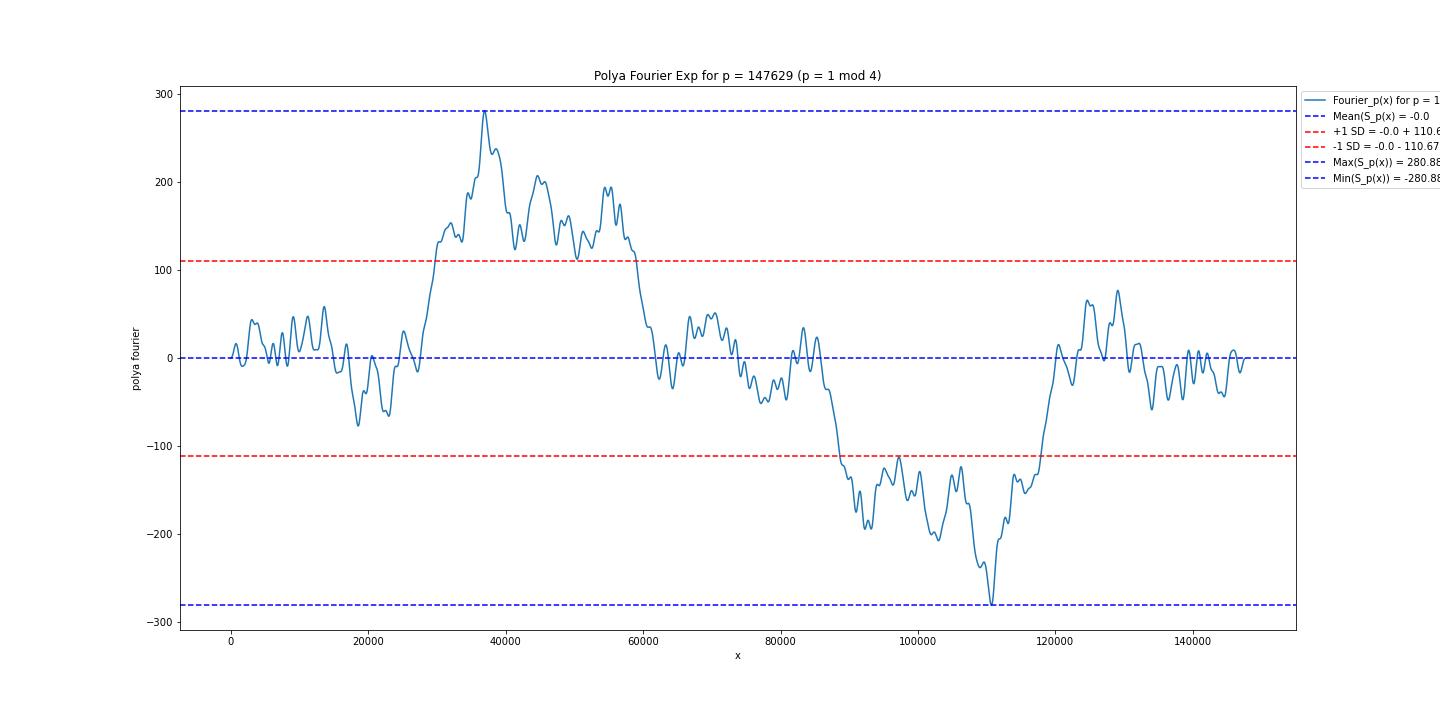 Polya Fourier Exp for p = 147629 (p = 1 mod 4)
300
200
100
0
−100
−200
−300
polya fourier
0
20000
40000
60000
80000
100000
120000
140000
x
Fourier_p(x) for p = 1
Mean(S_p(x) = -0.0
+1 SD = -0.0 + 110.6
-1 SD = -0.0 - 110.67
Max(S_p(x)) = 280.88
Min(S_p(x)) = -280.88